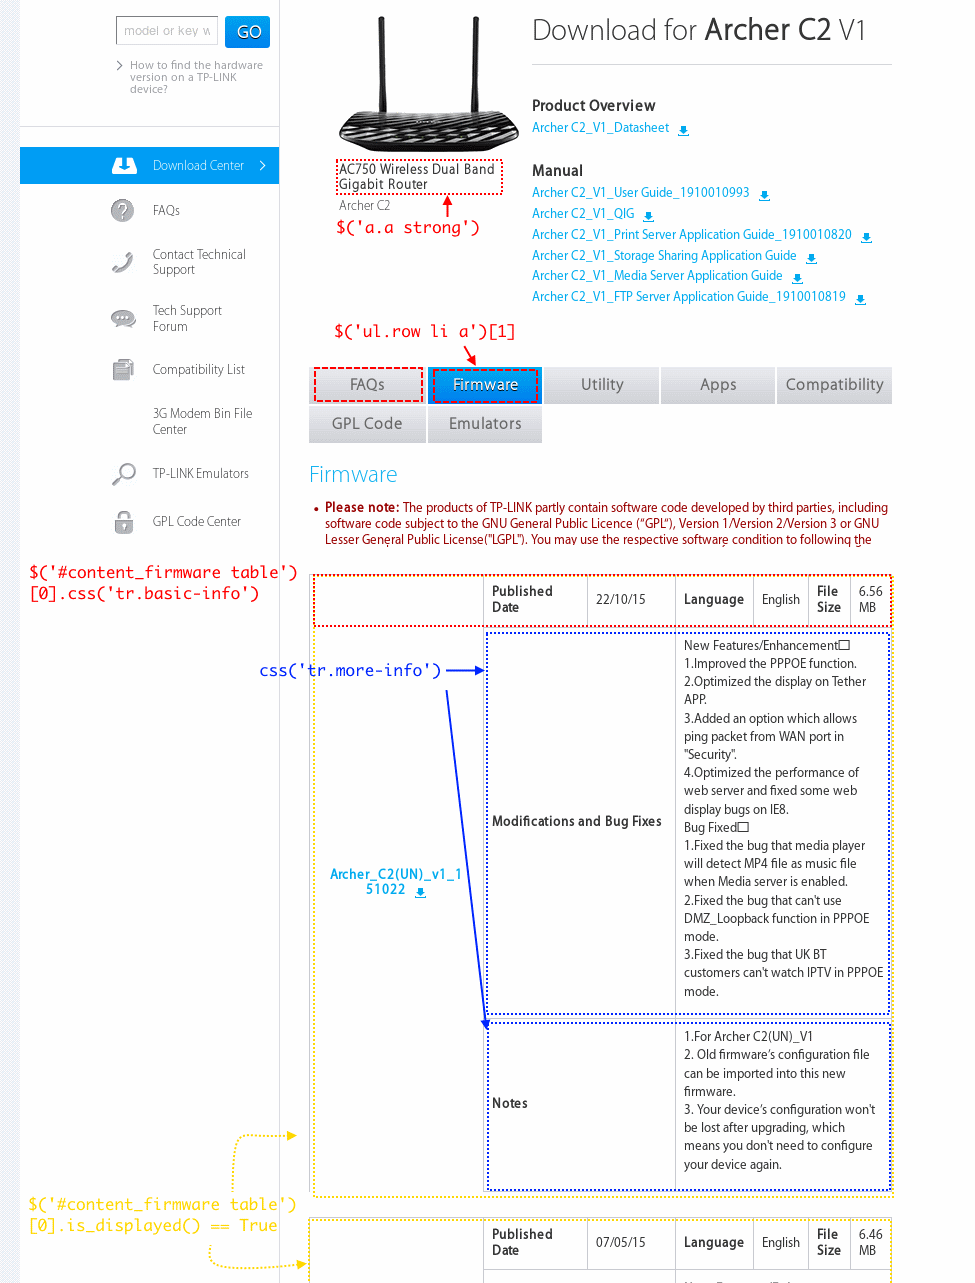 model or key w
GO
How to find the hardware
version on a TP-LINK
device?
Download Center
FAQs
Contact Technical
Support
Tech Support
Forum
Compatibility List
3G Modem Bin File
Center
TP-LINK Emulators
GPL Code Center
AC750 Wireless Dual Band
Gigabit Router
Archer C2
$('a.a strong')
Download for Archer C2 V1
Product Overview
Archer C2_V1_Datasheet
Manual
Archer C2_V1_User Guide_1910010993
Archer C2_V1_QIG
Archer C2_V1_Print Server Application Guide_1910010820
Archer C2_V1_Storage Sharing Application Guide
Archer C2_V1_Media Server Application Guide
Archer C2_V1_FTP Server Application Guide_1910010819
$('ul.row li a')[1]
FAQs Firmware Utility Apps Compatibility
GPL Code Emulators
Firmware
• Please note: The products of TP-LINK partly contain software code developed by third parties, including
software code subject to the GNU General Public Licence (“GPL“), Version 1/Version 2/Version 3 or GNU
Lesser General Public License("LGPL"). You may use the respective software condition to following the
$('#content_firmware table')
[0].css('tr.basic-info')
Published
Date
22/10/15
Language
English
File
Size
6.56
MB
css('tr.more-info')
Archer_C2(UN)_v1_1
51022
Modifications and Bug Fixes
New Features/Enhancement□
1.Improved the PPPOE function.
2.Optimized the display on Tether
APP.
3.Added an option which allows
ping packet from WAN port in
"Security".
4.Optimized the performance of
web server and fixed some web
display bugs on IE8.
Bug Fixed□
1.Fixed the bug that media player
will detect MP4 file as music file
when Media server is enabled.
2.Fixed the bug that can't use
DMZ_Loopback function in PPPOE
mode.
3.Fixed the bug that UK BT
customers can't watch IPTV in PPPOE
mode.
Notes
1.For Archer C2(UN)_V1
2. Old firmware’s configuration file
can be imported into this new
firmware.
3. Your device’s configuration won't
be lost after upgrading, which
means you don't need to configure
your device again.
$('#content_firmware table')
[0].is_displayed() == True
Published
Date
07/05/15
Language
English
File
Size
6.46
MB